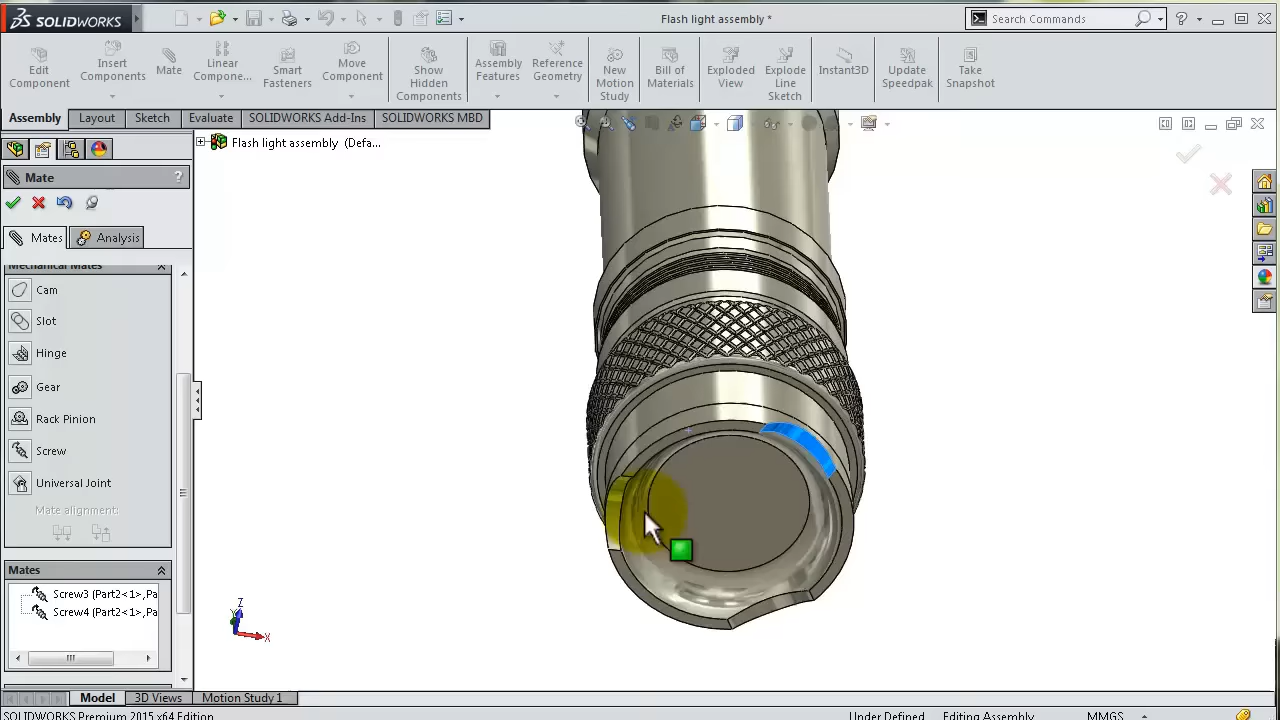 SOLIDWORKS
Flash light assembly *
Search Commands
?
Edit Component
Insert Components
Mate
Linear Compone...
Smart Fasteners
Move Component
Show Hidden Components
Assembly Features
Reference Geometry
New Motion Study
Bill of Materials
Exploded View
Explode Line Sketch
Instant3D
Update Speedpak
Take Snapshot
Assembly
Layout
Sketch
Evaluate
SOLIDWORKS Add-Ins
SOLIDWORKS MBD
Flash light assembly (Defa...
Mate
?
Mates
Analysis
Mechanical Mates
Cam
Slot
Hinge
Gear
Rack Pinion
Screw
Universal Joint
Mate alignment:
Mates
Screw3 (Part2<1>,Pa
Screw4 (Part2<1>,Pa
Z
Y
X
Model
3D Views
Motion Study 1
SOLIDWORKS Premium 2015 x64 Edition
Under Defined
Editing Assembly
MMGS